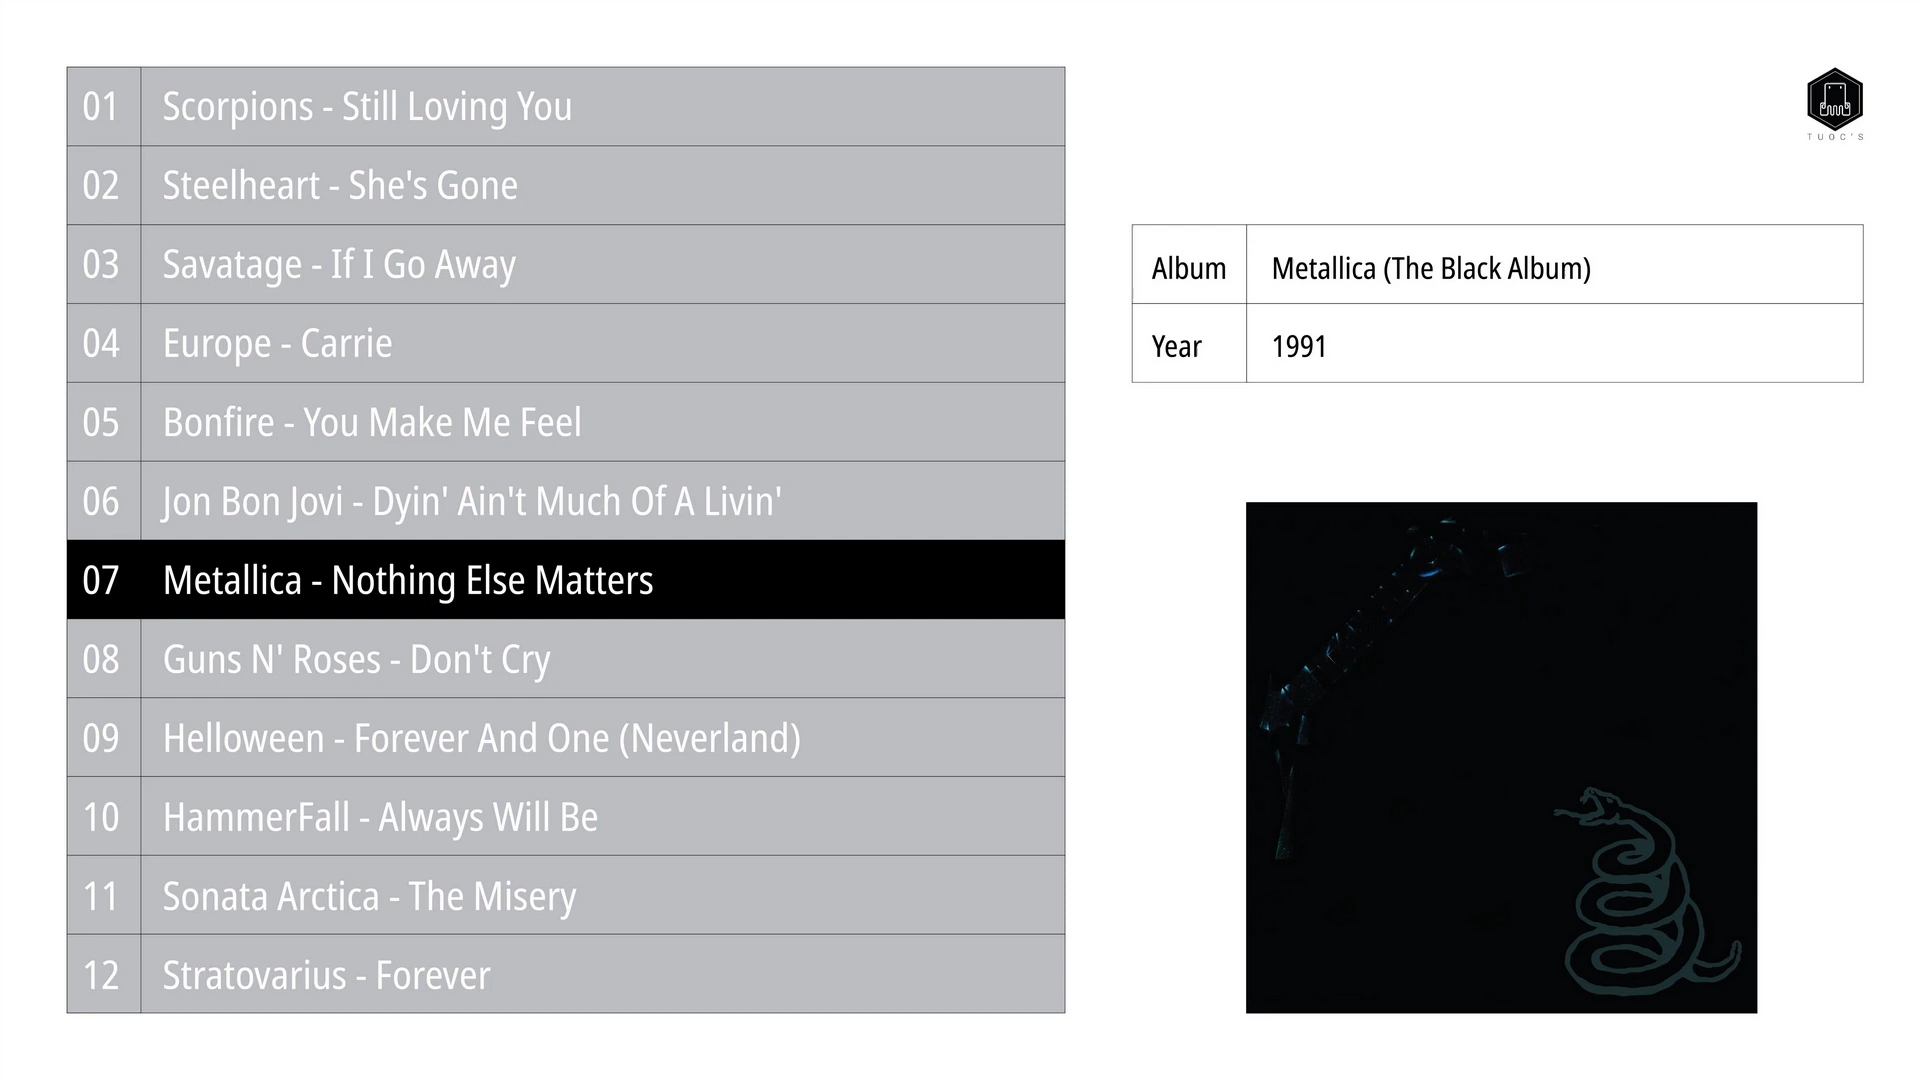 01 Scorpions - Still Loving You
02 Steelheart - She's Gone
03 Savatage - If I Go Away
04 Europe - Carrie
05 Bonfire - You Make Me Feel
06 Jon Bon Jovi - Dyin' Ain't Much Of A Livin'
07 Metallica - Nothing Else Matters
08 Guns N' Roses - Don't Cry
09 Helloween - Forever And One (Neverland)
10 HammerFall - Always Will Be
11 Sonata Arctica - The Misery
12 Stratovarius - Forever
TUOC'S
Album Metallica (The Black Album)
Year 1991